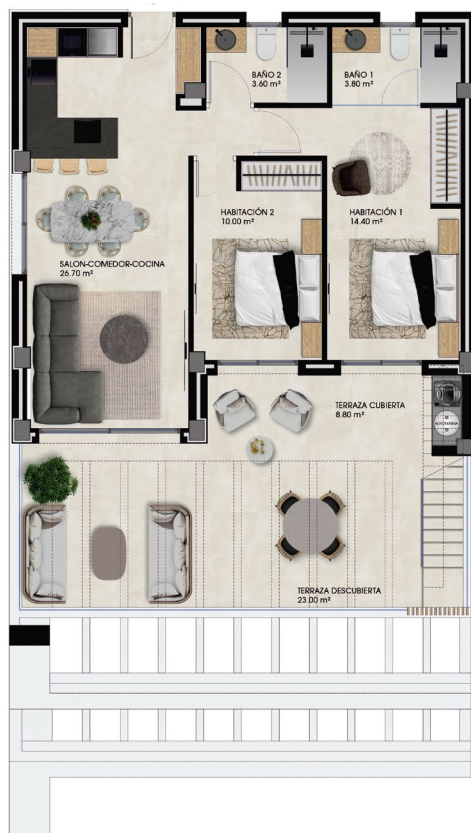 BAÑO 2
3.60 m²
BAÑO 1
3.80 m²
HABITACIÓN 2
10.00 m²
HABITACIÓN 1
14.40 m²
SALON-COMEDOR-COCINA
26.70 m²
TERRAZA CUBIERTA
8.80 m²
AEROTERMIA
TERRAZA DESCUBIERTA
23.00 m²